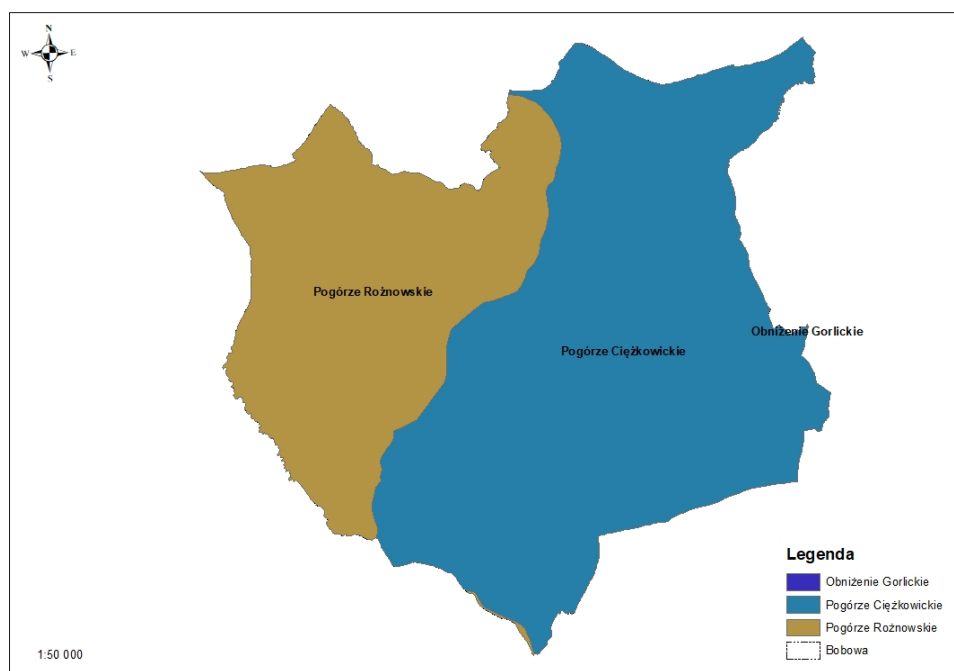 N
W E
S
Pogórze Rożnowskie
Obniżenie Gorlickie
Pogórze Ciężkowickie
Legenda
Obniżenie Gorlickie
Pogórze Ciężkowickie
Pogórze Rożnowskie
Bobowa
1:50 000